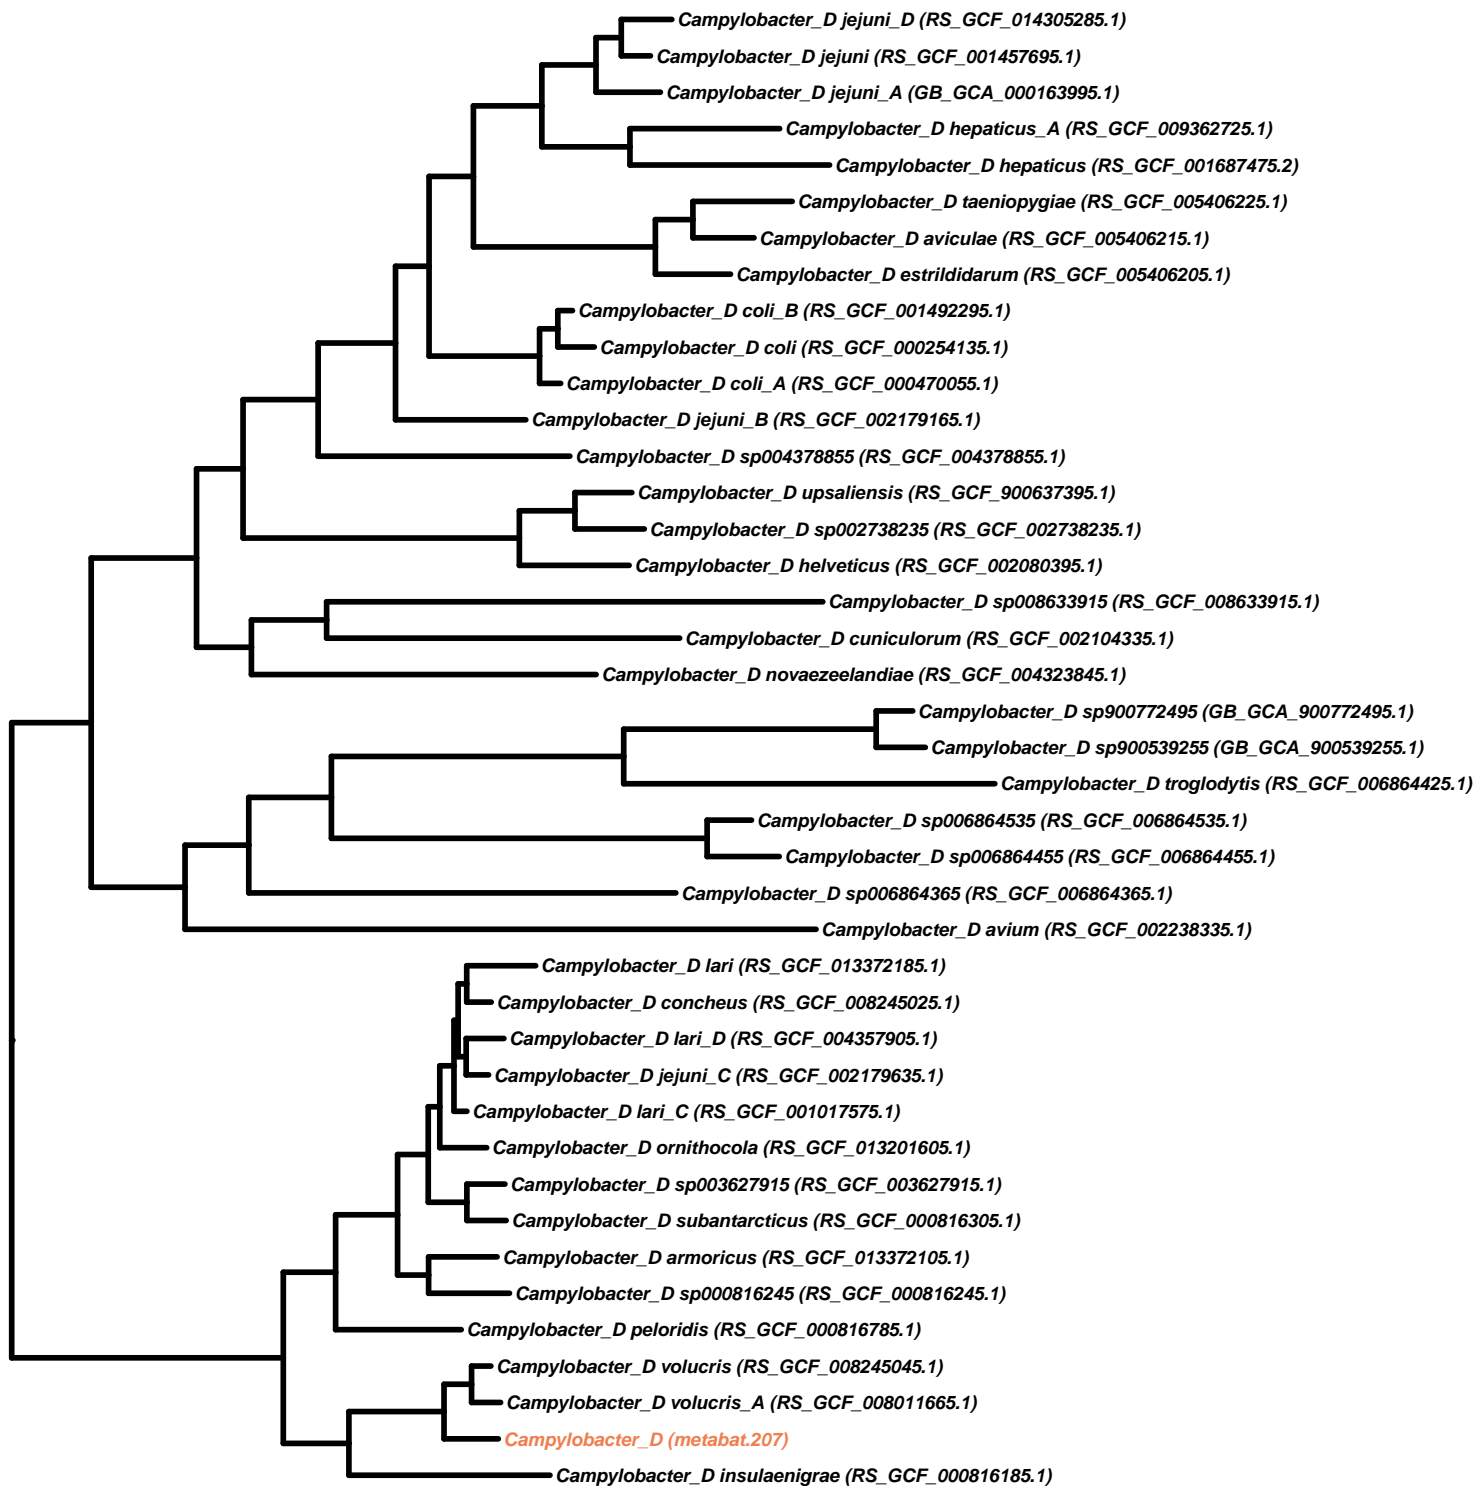 Campylobacter_D jejuni_D (RS_GCF_014305285.1)
Campylobacter_D jejuni (RS_GCF_001457695.1)
Campylobacter_D jejuni_A (GB_GCA_000163995.1)
Campylobacter_D hepaticus_A (RS_GCF_009362725.1)
Campylobacter_D hepaticus (RS_GCF_001687475.2)
Campylobacter_D taeniopygiae (RS_GCF_005406225.1)
Campylobacter_D aviculae (RS_GCF_005406215.1)
Campylobacter_D estrildidarum (RS_GCF_005406205.1)
Campylobacter_D coli_B (RS_GCF_001492295.1)
Campylobacter_D coli (RS_GCF_000254135.1)
Campylobacter_D coli_A (RS_GCF_000470055.1)
Campylobacter_D jejuni_B (RS_GCF_002179165.1)
Campylobacter_D sp004378855 (RS_GCF_004378855.1)
Campylobacter_D upsaliensis (RS_GCF_900637395.1)
Campylobacter_D sp002738235 (RS_GCF_002738235.1)
Campylobacter_D helveticus (RS_GCF_002080395.1)
Campylobacter_D sp008633915 (RS_GCF_008633915.1)
Campylobacter_D cuniculorum (RS_GCF_002104335.1)
Campylobacter_D novaezeelandiae (RS_GCF_004323845.1)
Campylobacter_D sp900772495 (GB_GCA_900772495.1)
Campylobacter_D sp900539255 (GB_GCA_900539255.1)
Campylobacter_D troglodytis (RS_GCF_006864425.1)
Campylobacter_D sp006864535 (RS_GCF_006864535.1)
Campylobacter_D sp006864455 (RS_GCF_006864455.1)
Campylobacter_D sp006864365 (RS_GCF_006864365.1)
Campylobacter_D avium (RS_GCF_002238335.1)
Campylobacter_D lari (RS_GCF_013372185.1)
Campylobacter_D concheus (RS_GCF_008245025.1)
Campylobacter_D lari_D (RS_GCF_004357905.1)
Campylobacter_D jejuni_C (RS_GCF_002179635.1)
Campylobacter_D lari_C (RS_GCF_001017575.1)
Campylobacter_D ornithocola (RS_GCF_013201605.1)
Campylobacter_D sp003627915 (RS_GCF_003627915.1)
Campylobacter_D subantarcticus (RS_GCF_000816305.1)
Campylobacter_D armoricus (RS_GCF_013372105.1)
Campylobacter_D sp000816245 (RS_GCF_000816245.1)
Campylobacter_D peloridis (RS_GCF_000816785.1)
Campylobacter_D volucris (RS_GCF_008245045.1)
Campylobacter_D volucris_A (RS_GCF_008011665.1)
Campylobacter_D (metabat.207)
Campylobacter_D insulaenigrae (RS_GCF_000816185.1)